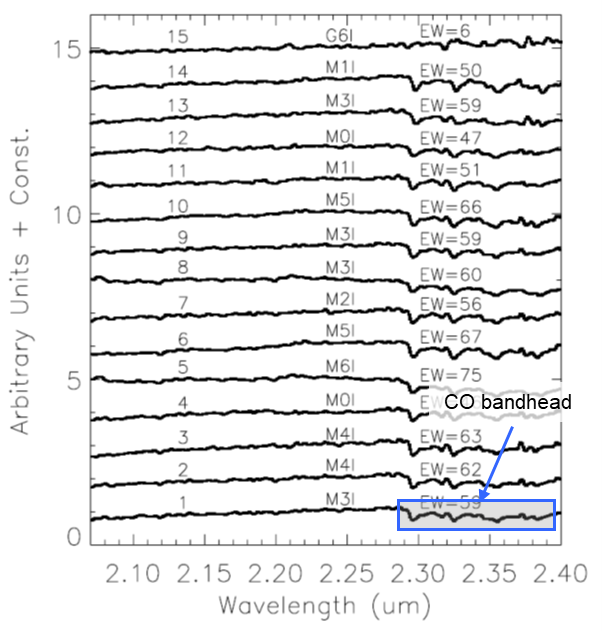 15
15 G6I EW=6
14 M1I EW=50
13 M3I EW=59
12 M0I EW=47
11 M1I EW=51
10
10 M5I EW=66
9 M3I EW=59
8 M3I EW=60
7 M2I EW=56
6 M5I EW=67
5
5 M6I EW=75
4 M0I
CO bandhead
3 M4I EW=63
2 M4I EW=62
1 M3I EW=59
0
2.10 2.15 2.20 2.25 2.30 2.35 2.40
Wavelength (um)
Arbitrary Units + Const.